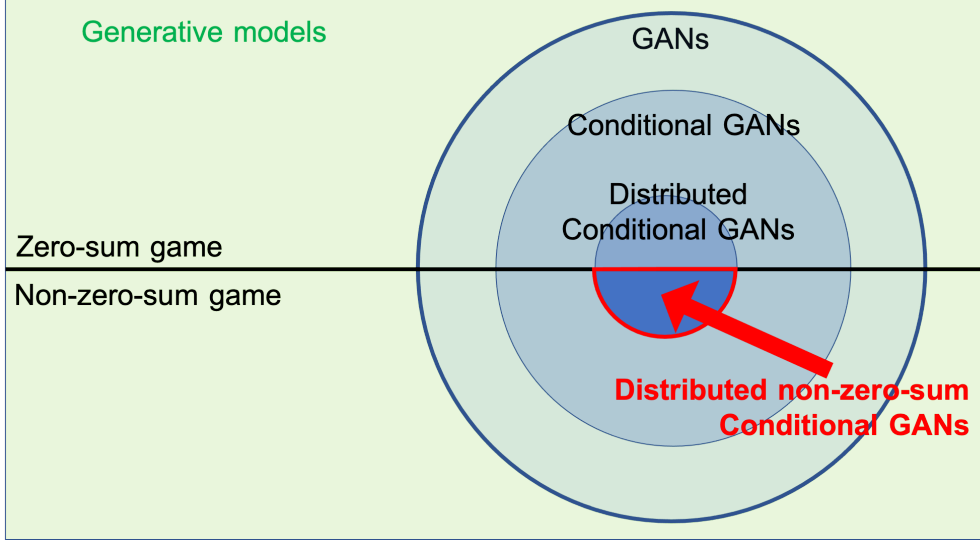 Generative models
GANs
Conditional GANs
Distributed
Conditional GANs
Zero-sum game
Non-zero-sum game
Distributed non-zero-sum
Conditional GANs